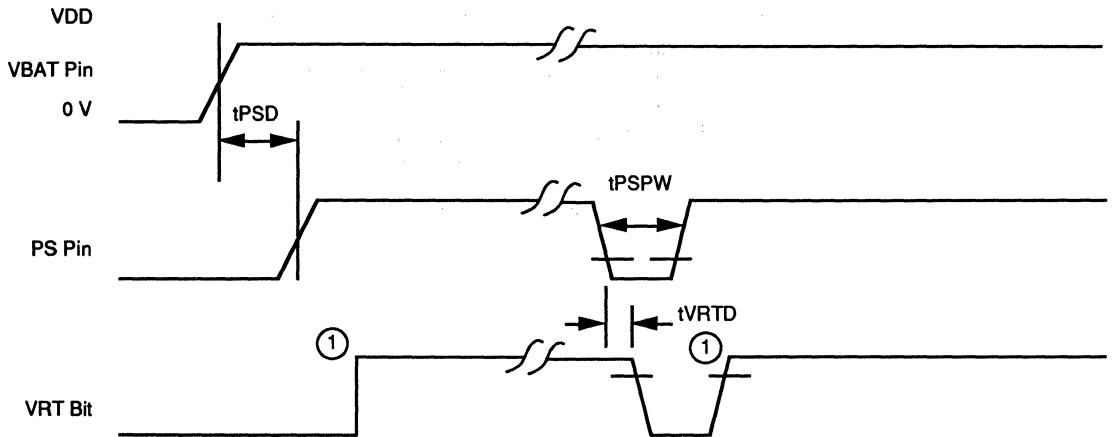 VDD
VBAT Pin
0 V
tPSD
tPSPW
PS Pin
tVRTD
1
1
VRT Bit